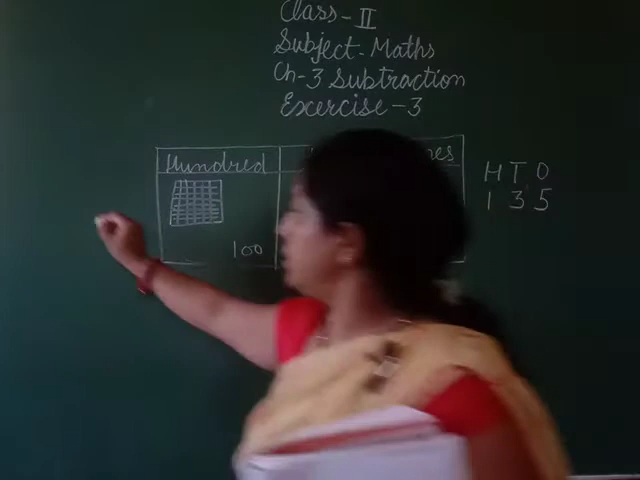 Class-II
Subject-Maths
Ch-3 Subtraction
Exercise-3
Hundred
H T O
1 3 5
100